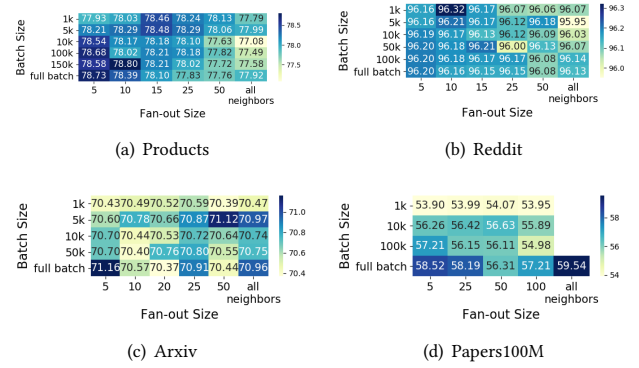 1k 77.93 78.03 78.46 78.24 78.13 77.79
5k 78.21 78.29 78.48 78.29 78.06 77.99
10k 78.54 78.17 78.18 78.10 77.63 77.08
100k 78.68 78.02 78.21 78.18 77.82 77.49
150k 78.58 78.80 78.21 78.02 77.72 77.58
full batch 78.73 78.39 78.10 77.83 77.76 77.92
5 10 15 25 50 all
neighbors
Batch Size
Fan-out Size
78.5
78.0
77.5
(a) Products
1k 96.16 96.32 96.17 96.07 96.06 96.07
5k 96.16 96.21 96.17 96.12 96.18 95.95
10k 96.19 96.17 96.13 96.12 96.09 96.03
50k 96.20 96.18 96.21 96.00 96.13 96.07
100k 96.20 96.19 96.17 96.17 96.08 96.14
full batch 96.20 96.16 96.15 96.15 96.08 96.13
5 10 15 25 50 all
neighbors
Batch Size
Fan-out Size
96.3
96.2
96.1
96.0
(b) Reddit
1k 70.43 70.49 70.52 70.59 70.39 70.47
5k 70.60 70.78 70.66 70.87 71.12 70.97
10k 70.70 70.44 70.53 70.72 70.64 70.74
50k 70.70 70.40 70.76 70.80 70.55 70.75
full batch 71.16 70.57 70.37 70.91 70.44 70.96
5 10 20 25 50 all
neighbors
Batch Size
Fan-out Size
71.0
70.8
70.6
70.4
(c) Arxiv
1k 53.90 53.99 54.07 53.95
10k 56.26 56.42 56.63 55.89
100k 57.21 56.15 56.11 54.98
full batch 58.52 58.19 56.31 57.21 59.54
5 25 50 100 all
neighbors
Batch Size
Fan-out Size
58
56
54
(d) Papers100M